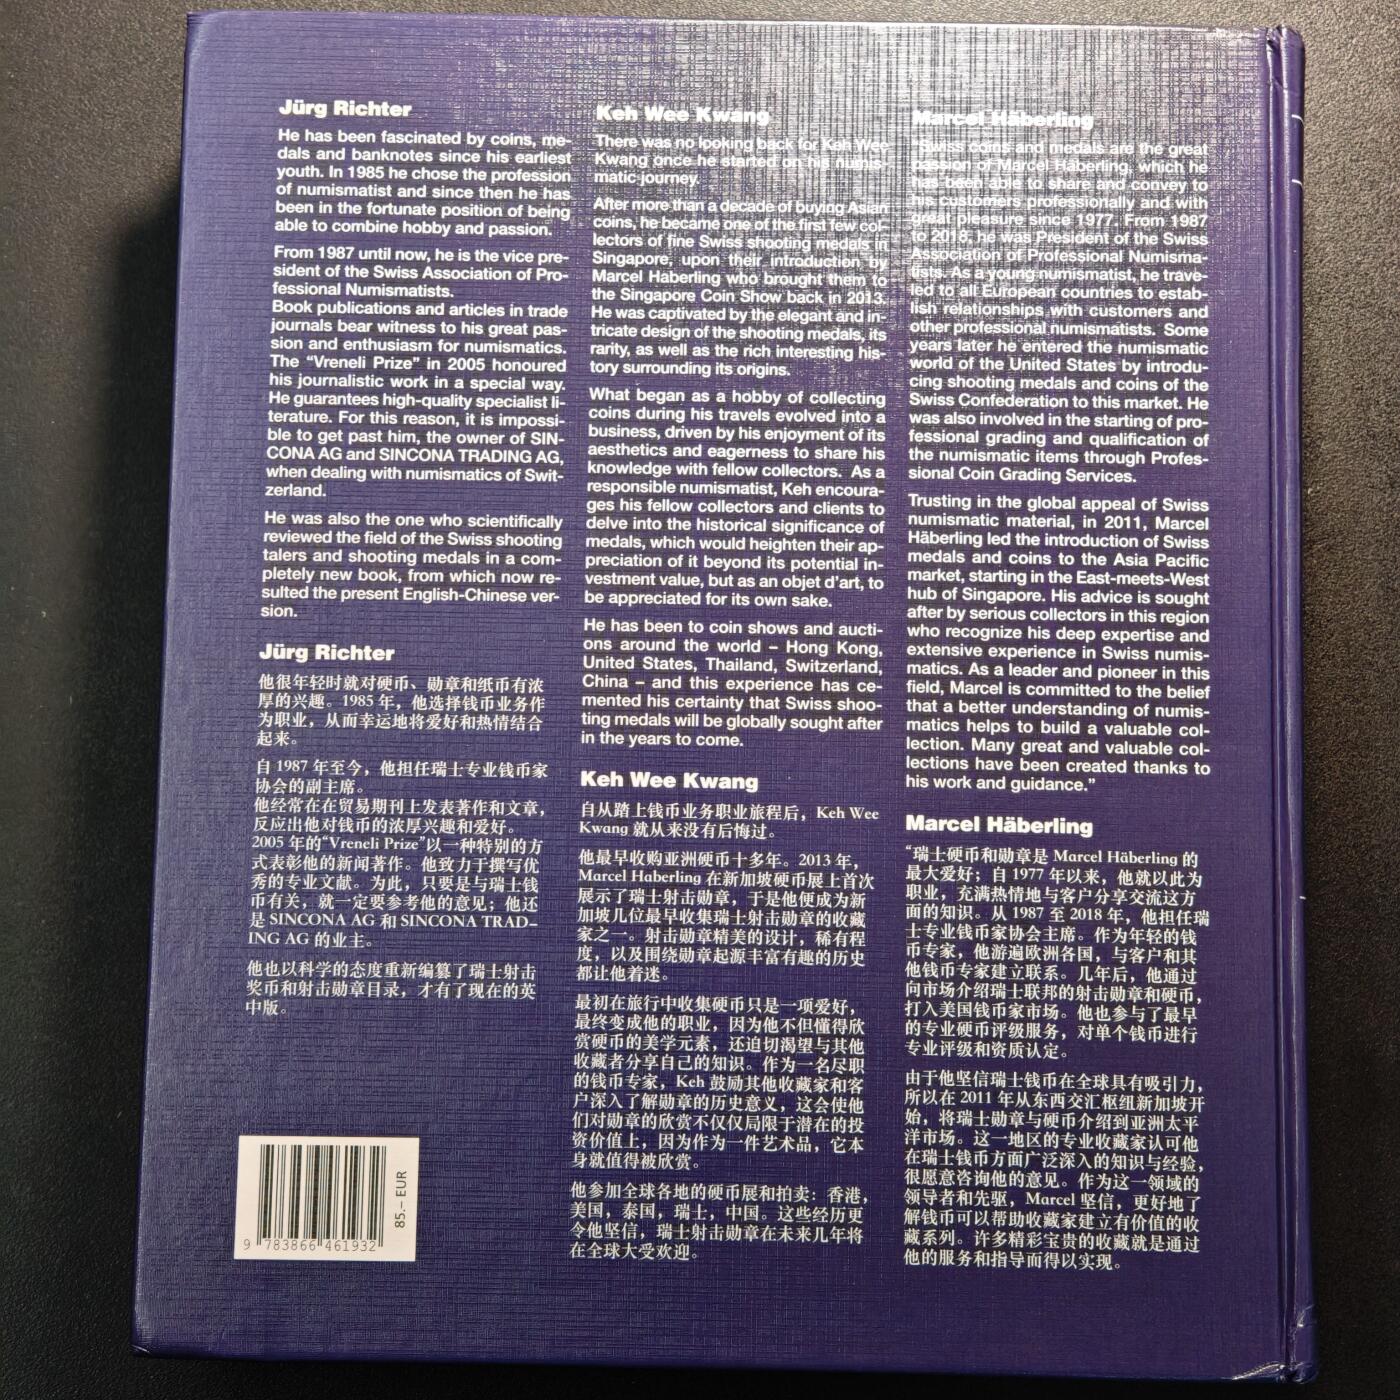 Jürg Richter
He has been fascinated by coins, me-
dals and banknotes since his earliest
youth. In 1985 he chose the profession
of numismatist and since then he has
been in the fortunate position of being
able to combine hobby and passion.
From 1987 until now, he is the vice pre-
sident of the Swiss Association of Pro-
fessional Numismatists.
Book publications and articles in trade
journals bear witness to his great pas-
sion and enthusiasm for numismatics.
The “Vreneli Prize” in 2005 honoured
his journalistic work in a special way.
He guarantees high-quality specialist li-
terature. For this reason, it is impossi-
ble to get past him, the owner of SIN-
CONA AG and SINCONA TRADING AG,
when dealing with numismatics of Swit-
zerland.
He was also the one who scientifically
reviewed the field of the Swiss shooting
talers and shooting medals in a com-
pletely new book, from which now re-
sulted the present English-Chinese ver-
sion.
Jürg Richter
他很年轻时就对硬币、勋章和纸币有浓
厚的兴趣。1985 年，他选择钱币业务作
为职业，从而幸运地将爱好和热情结合
起来。
自 1987 年至今，他担任瑞士专业钱币家
协会的副主席。
他经常在在贸易期刊上发表著作和文章，
反应出他对钱币的浓厚兴趣和爱好。
2005 年的“Vreneli Prize”以一种特别的方
式表彰他的新闻著作。他致力于撰写优
秀的专业文献。为此，只要是与瑞士钱
币有关，就一定要参考他的意见；他还
是 SINCONA AG 和 SINCONA TRAD-
ING AG 的业主。
他也以科学的态度重新编纂了瑞士射击
奖币和射击勋章目录，才有了现在的英
中版。
9 783866 461932
85.– EUR
Keh Wee Kwang
There was no looking back for Keh Wee
Kwang once he started on his numis-
matic journey.
After more than a decade of buying Asian
coins, he became one of the first few col-
lectors of fine Swiss shooting medals in
Singapore, upon their introduction by
Marcel Haberling who brought them to
the Singapore Coin Show back in 2013.
He was captivated by the elegant and in-
tricate design of the shooting medals, its
rarity, as well as the rich interesting his-
tory surrounding its origins.
What began as a hobby of collecting
coins during his travels evolved into a
business, driven by his enjoyment of its
aesthetics and eagerness to share his
knowledge with fellow collectors. As a
responsible numismatist, Keh encoura-
ges his fellow collectors and clients to
delve into the historical significance of
medals, which would heighten their ap-
preciation of it beyond its potential in-
vestment value, but as an objet d’art, to
be appreciated for its own sake.
He has been to coin shows and aucti-
ons around the world – Hong Kong,
United States, Thailand, Switzerland,
China – and this experience has ce-
mented his certainty that Swiss shoo-
ting medals will be globally sought after
in the years to come.
Keh Wee Kwang
自从踏上钱币业务职业旅程后，Keh Wee
Kwang 就从来没有后悔过。
他最早收购亚洲硬币十多年。2013 年，
Marcel Haberling 在新加坡硬币展上首次
展示了瑞士射击勋章，于是他便成为新
加坡几位最早收集瑞士射击勋章的收藏
家之一。射击勋章精美的设计，稀有程
度，以及围绕勋章起源丰富有趣的历史
都让他着迷。
最初在旅行中收集硬币只是一项爱好，
最终变成他的职业，因为他不但懂得欣
赏硬币的美学元素，还迫切渴望与其他
收藏者分享自己的知识。作为一名尽职
的钱币专家，Keh 鼓励其他收藏家和客
户深入了解勋章的历史意义，这会使他
们对勋章的欣赏不仅仅局限于潜在的投
资价值上，因为作为一件艺术品，它本
身就值得被欣赏。
他参加全球各地的硬币展和拍卖：香港，
美国，泰国，瑞士，中国。这些经历更
令他坚信，瑞士射击勋章在未来几年将
在全球大受欢迎。
Marcel Häberling
“Swiss coins and medals are the great
passion of Marcel Häberling, which he
has been able to share and convey to
his customers professionally and with
great pleasure since 1977. From 1987
to 2018, he was President of the Swiss
Association of Professional Numisma-
tists. As a young numismatist, he trave-
led to all European countries to estab-
lish relationships with customers and
other professional numismatists. Some
years later he entered the numismatic
world of the United States by introdu-
cing shooting medals and coins of the
Swiss Confederation to this market. He
was also involved in the starting of pro-
fessional grading and qualification of
the numismatic items through Profes-
sional Coin Grading Services.
Trusting in the global appeal of Swiss
numismatic material, in 2011, Marcel
Häberling led the introduction of Swiss
medals and coins to the Asia Pacific
market, starting in the East-meets-West
hub of Singapore. His advice is sought
after by serious collectors in this region
who recognize his deep expertise and
extensive experience in Swiss numis-
matics. As a leader and pioneer in this
field, Marcel is committed to the belief
that a better understanding of numis-
matics helps to build a valuable col-
lection. Many great and valuable col-
lections have been created thanks to
his work and guidance.”
Marcel Häberling
“瑞士硬币和勋章是 Marcel Häberling 的
最大爱好；自 1977 年以来，他就以此为
职业，充满热情地与客户分享交流这方
面的知识。从 1987 至 2018 年，他担任瑞
士专业钱币家协会主席。作为年轻的钱
币专家，他游遍欧洲各国，与客户和其
他钱币专家建立联系。几年后，他通过
向市场介绍瑞士联邦的射击勋章和硬币，
打入美国钱币家市场。他也参与了最早
的专业硬币评级服务，对单个钱币进行
专业评级和资质认定。
由于他坚信瑞士钱币在全球具有吸引力，
所以在 2011 年从东西交汇枢纽新加坡开
始，将瑞士勋章与硬币介绍到亚洲太平
洋市场。这一地区的专业收藏家认可他
在瑞士钱币方面广泛深入的知识与经验，
很愿意咨询他的意见。作为这一领域的
领导者和先驱，Marcel 坚信，更好地了
解钱币可以帮助收藏家建立有价值的收
藏系列。许多精彩宝贵的收藏就是通过
他的服务和指导而得以实现。